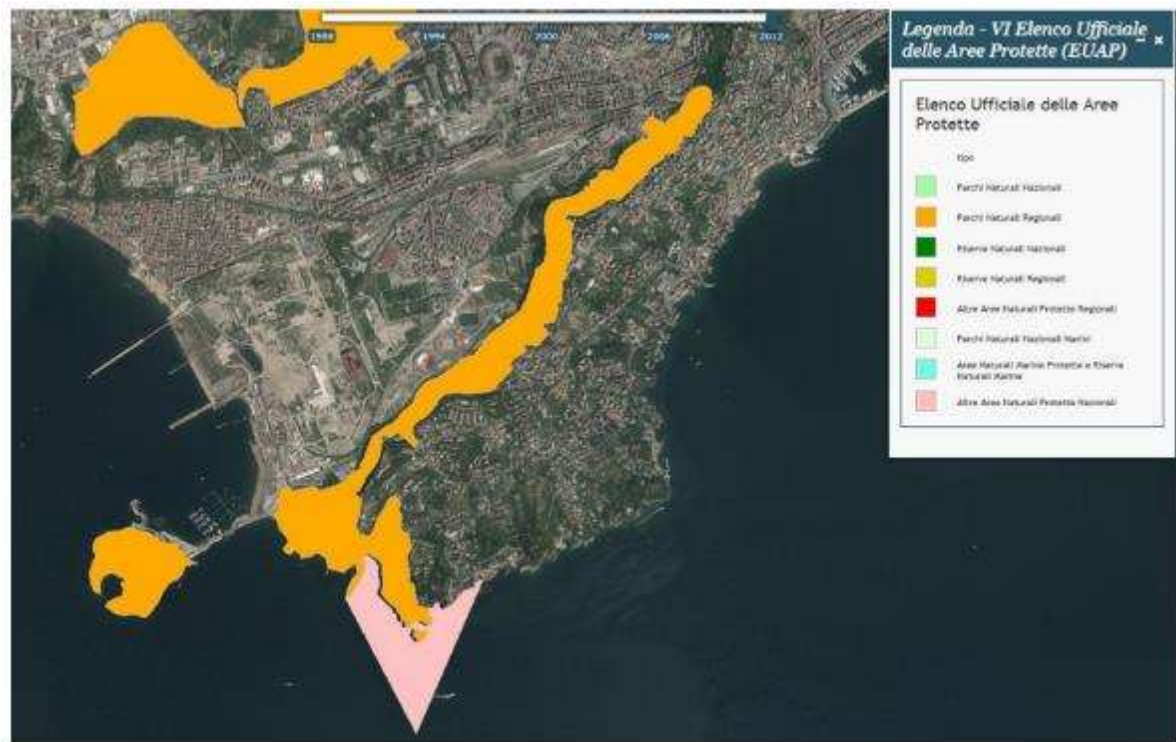 1988
1994
2000
2006
2012
Legenda - VI Elenco Ufficiale
delle Aree Protette (EUAP)
Elenco Ufficiale delle Aree
Protette
tipo
Parchi Naturali Nazionali
Parchi Naturali Regionali
Riserve Naturali Nazionali
Riserve Naturali Regionali
Altre Aree Naturali Protette Regionali
Parchi Naturali Nazionali Marini
Aree Naturali Marine Protette e Riserve
Naturali Marine
Altre Aree Naturali Protette Nazionali